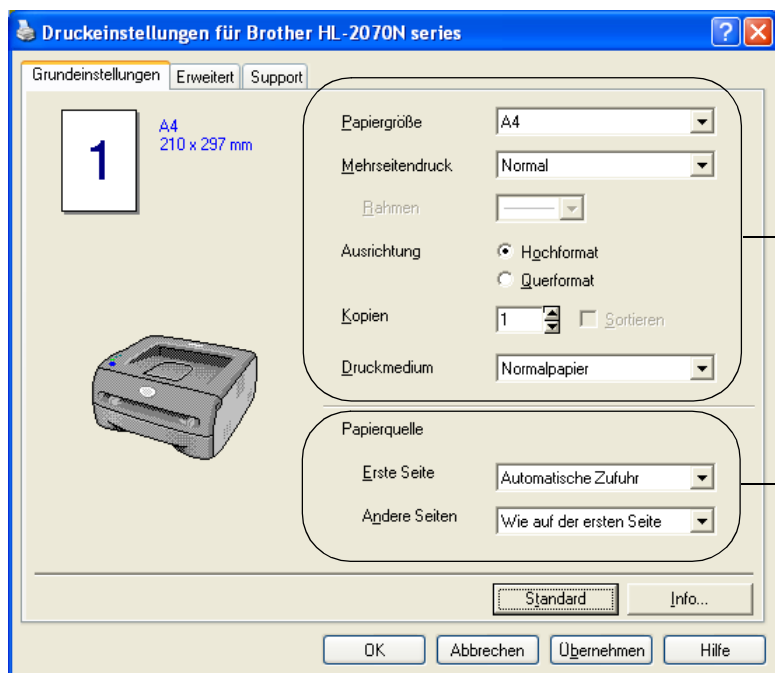 Druckeinstellungen für Brother HL-2070N series
Grundeinstellungen Erweitert Support
1
A4
210 x 297 mm
Papiergröße A4
Mehrseitendruck Normal
Rahmen
Ausrichtung Hochformat
Querformat
Kopien 1 Sortieren
Druckmedium Normalpapier
Papierquelle
Erste Seite Automatische Zufuhr
Andere Seiten Wie auf der ersten Seite
Standard Info...
OK Abbrechen Übernehmen Hilfe